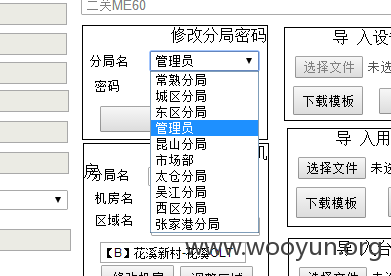 二关ME60
修改分局密码
分局名
管理员
密码
常熟分局
城区分局
东区分局
管理员
昆山分局
市场部
太仓分局
吴江分局
西区分局
张家港分局
机
房
分局名
机房名
区域名
【B】花溪新村-花溪OLT
导 入设
选择文件 未选
下载模板
导 入用
选择文件 未选
下载模板
导 入台
www.wooyun.org